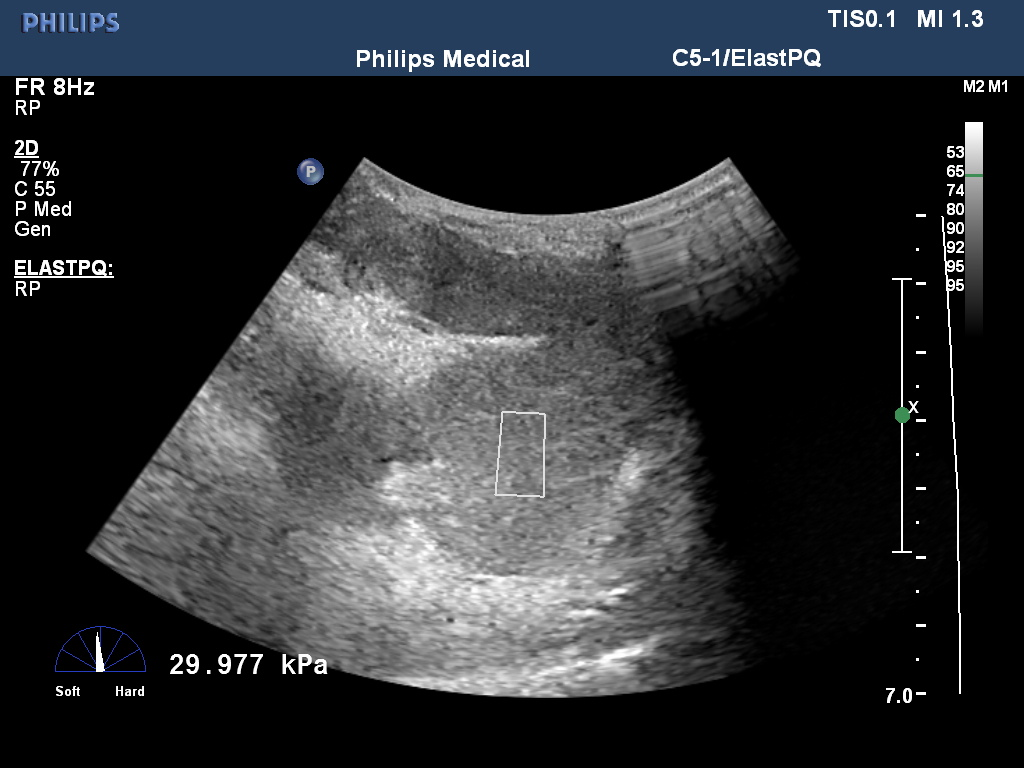 PHILIPS
TIS0.1 MI 1.3
Philips Medical
C5-1/ElastPQ
FR 8Hz
RP
M2 M1
2D
77%
C 55
P Med
Gen
ELASTPQ:
RP
P
53
65
74
80
90
92
95
95
X
29.977 kPa
Soft
Hard
7.0